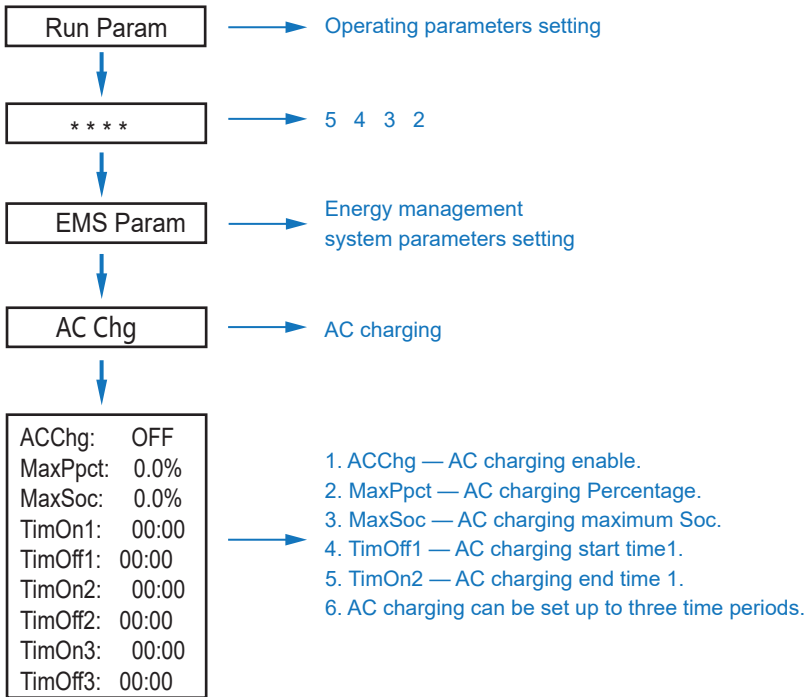 Run Param
Operating parameters setting
* * * *
5 4 3 2
EMS Param
Energy management
system parameters setting
AC Chg
AC charging
ACChg: OFF
MaxPpct: 0.0%
MaxSoc: 0.0%
TimOn1: 00:00
TimOff1: 00:00
TimOn2: 00:00
TimOff2: 00:00
TimOn3: 00:00
TimOff3: 00:00
1. ACChg — AC charging enable.
2. MaxPpct — AC charging Percentage.
3. MaxSoc — AC charging maximum Soc.
4. TimOff1 — AC charging start time1.
5. TimOn2 — AC charging end time 1.
6. AC charging can be set up to three time periods.